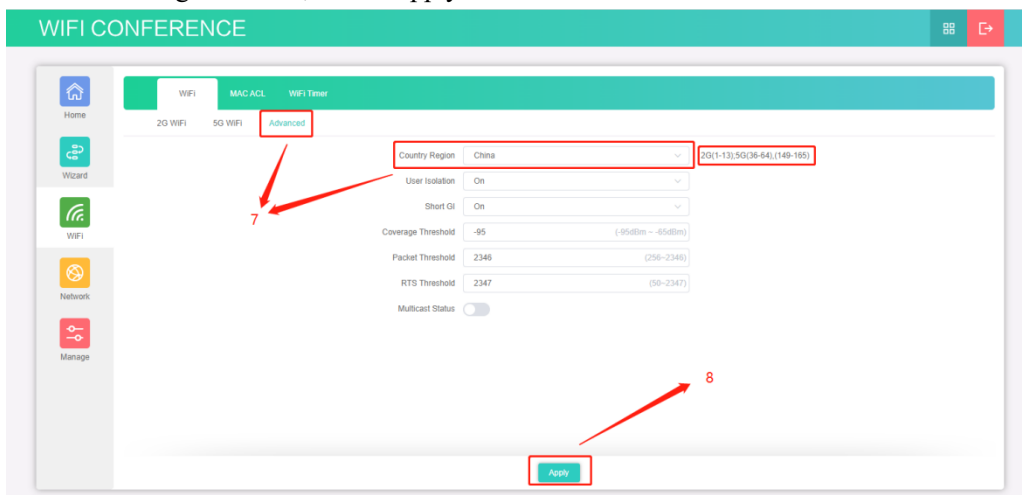 WIFI CONFERENCE
WiFi MAC ACL WiFi Timer
Home
2G WiFi 5G WiFi Advanced
Country Region China 2G(1-13);5G(36-64),(149-165)
Wizard
User Isolation On
Short GI On
7
WiFi
Coverage Threshold -95 (-95dBm ~ -65dBm)
Packet Threshold 2346 (256~2346)
RTS Threshold 2347 (50~2347)
Network
Multicast Status
Manage
8
Apply